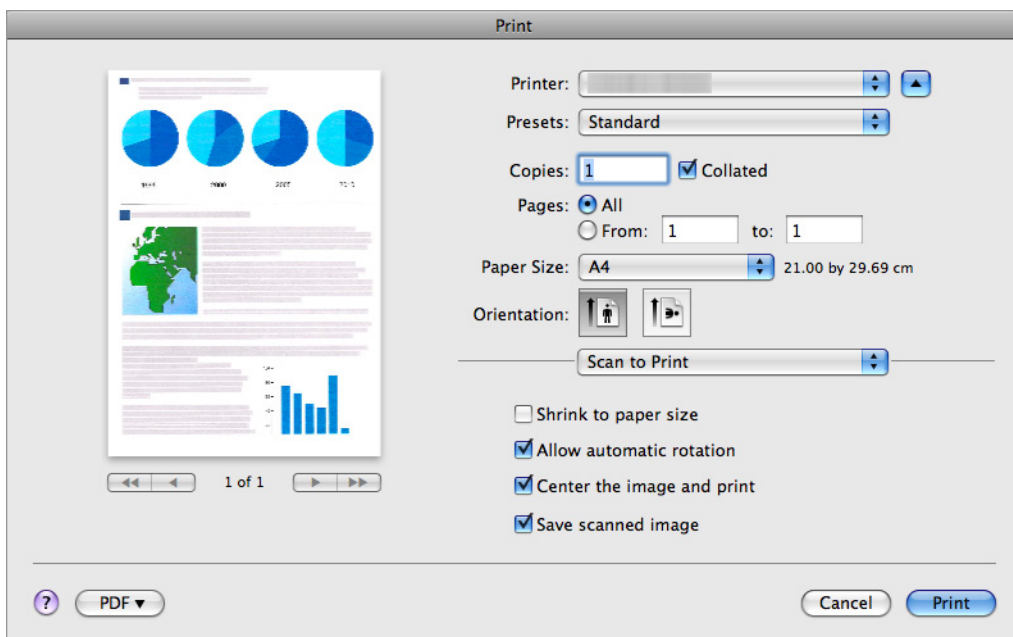 Print
Printer:
Presets: Standard
Copies: 1 Collated
Pages: All
From: 1 to: 1
Paper Size: A4 21.00 by 29.69 cm
Orientation:
Scan to Print
Shrink to paper size
Allow automatic rotation
Center the image and print
Save scanned image
2000
1 of 1
? PDF ▼ Cancel Print